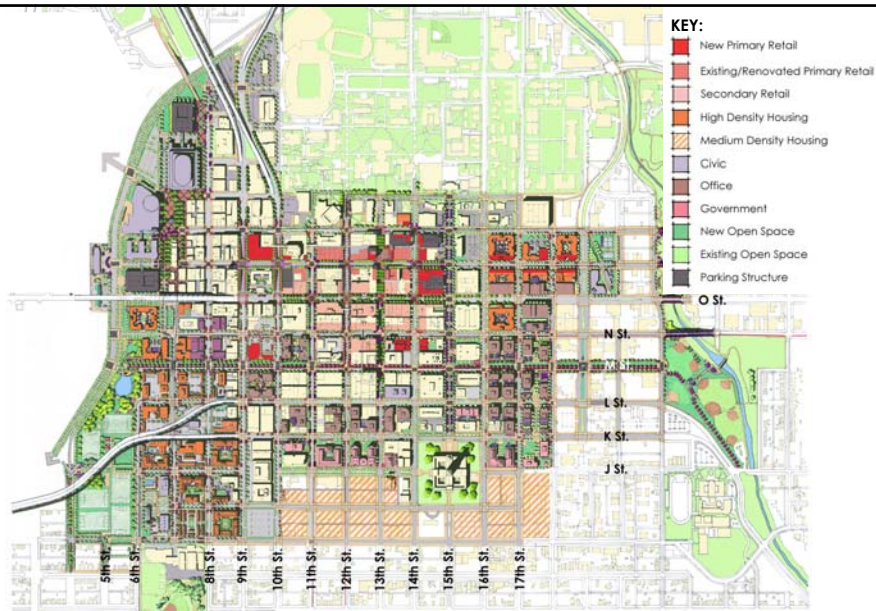 KEY:
New Primary Retail
Existing/Renovated Primary Retail
Secondary Retail
High Density Housing
Medium Density Housing
Civic
Office
Government
New Open Space
Existing Open Space
Parking Structure
O St.
N St.
M St.
L St.
K St.
J St.
5th St.
6th St.
8th St.
9th St.
10th St.
11th St.
12th St.
13th St.
14th St.
15th St.
16th St.
17th St.